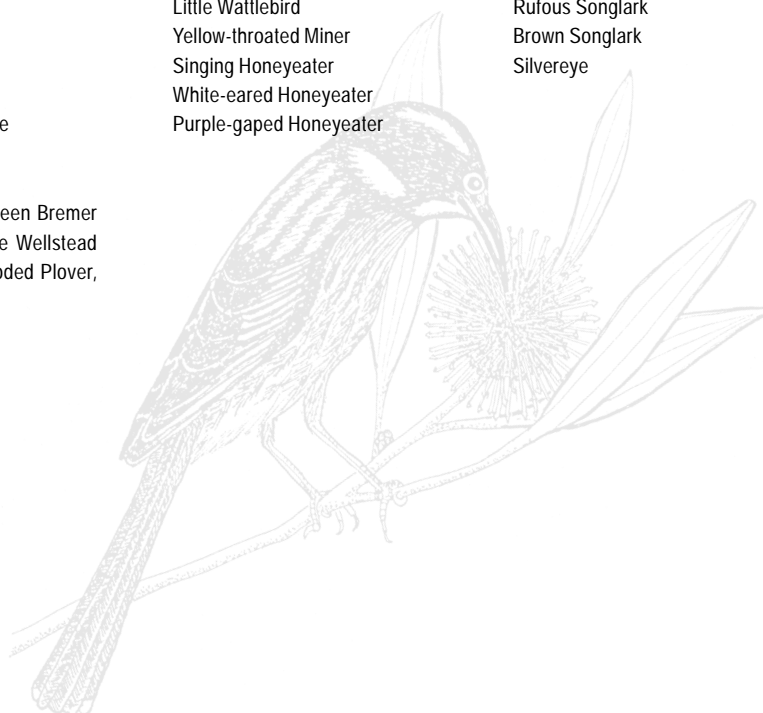 e
een Bremer
e Wellstead
oded Plover,
Little Wattlebird
Yellow-throated Miner
Singing Honeyeater
White-eared Honeyeater
Purple-gaped Honeyeater
Rufous Songlark
Brown Songlark
Silvereye